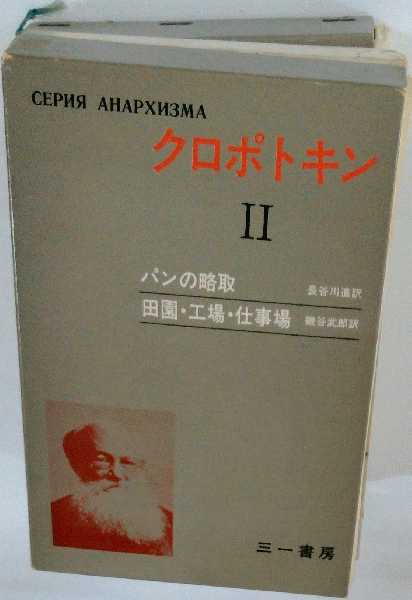 СЕРИЯ АНАРХИЗМА
クロポトキン
II
パンの略取 長谷川進訳
田園・工場・仕事場 磯谷武郎訳
三一書房